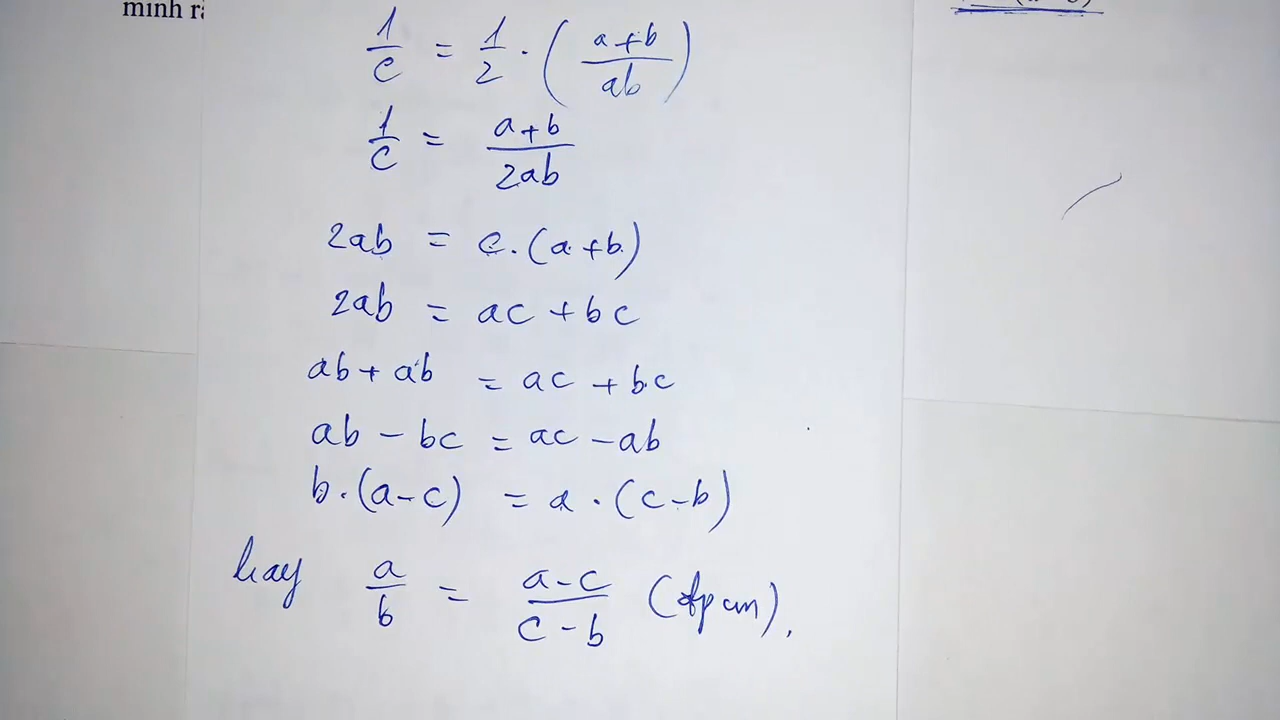 minh
1/c = 1/2 · ( (a+b)/ab )
1/c = (a+b)/2ab
2ab = c.(a+b)
2ab = ac + bc
ab + ab = ac + bc
ab - bc = ac - ab
b.(a-c) = a.(c-b)
hay a/b = (a-c)/(c-b) (đpcm).